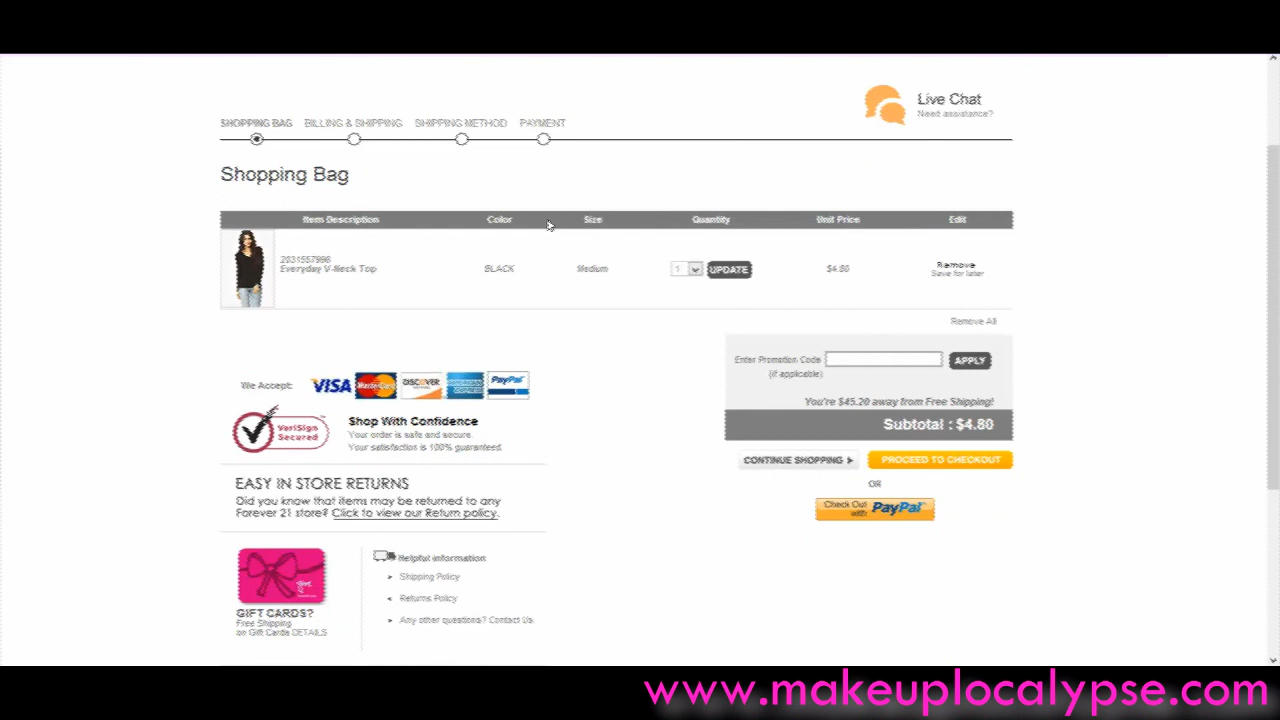 Live Chat
Need assistance?
SHOPPING BAG BILLING & SHIPPING SHIPPING METHOD PAYMENT
Shopping Bag
Item Description Color Size Quantity Unit Price Edit
2031557996
Everyday V-Neck Top BLACK Medium 1 UPDATE $4.80 Remove
Save for later
Remove All
Enter Promotion Code APPLY
(if applicable)
You're $45.20 away from Free Shipping!
Subtotal : $4.80
CONTINUE SHOPPING PROCEED TO CHECKOUT
OR
Check Out with PayPal
We Accept: VISA MasterCard DISCOVER PayPal
VeriSign Secured
Shop With Confidence
Your order is safe and secure.
Your satisfaction is 100% guaranteed.
EASY IN STORE RETURNS
Did you know that items may be returned to any
Forever 21 store? Click to view our Return policy.
GIFT CARDS?
Free Shipping
on Gift Cards DETAILS
Helpful Information
Shipping Policy
Returns Policy
Any other questions? Contact Us
www.makeuplocalypse.com